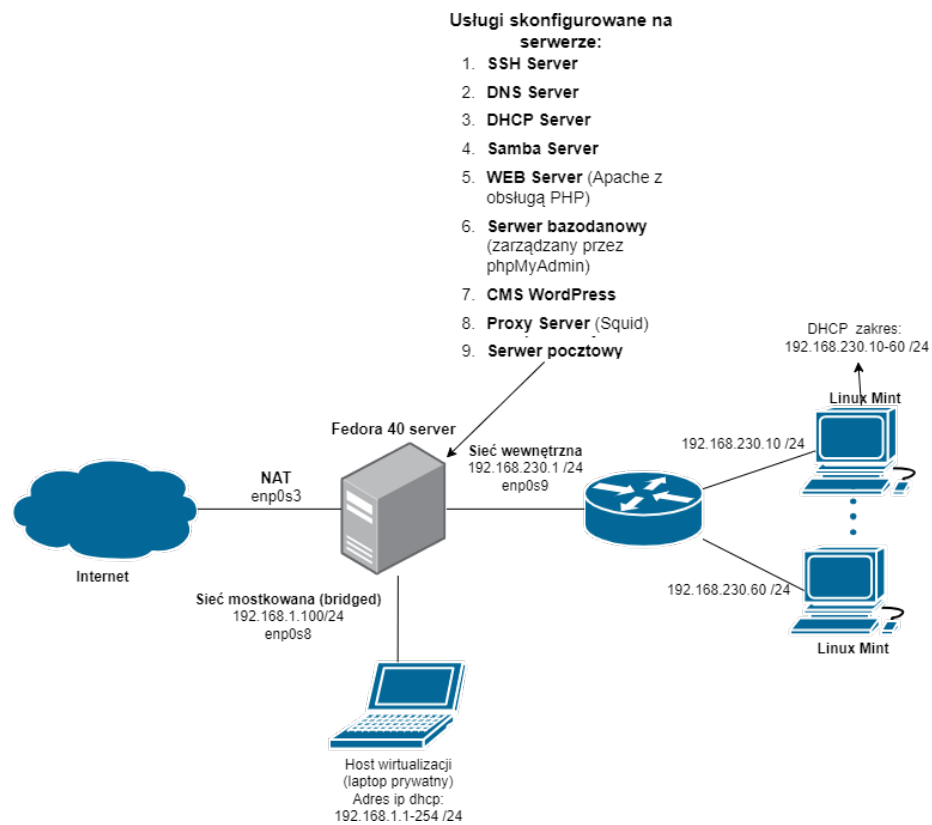 Usługi skonfigurowane na
serwerze:
1. SSH Server
2. DNS Server
3. DHCP Server
4. Samba Server
5. WEB Server (Apache z
obsługą PHP)
6. Serwer bazodanowy
(zarządzany przez
phpMyAdmin)
7. CMS WordPress
8. Proxy Server (Squid)
9. Serwer pocztowy
DHCP zakres:
192.168.230.10-60 /24
Linux Mint
Fedora 40 server
Sieć wewnętrzna
192.168.230.1 /24
enp0s9
192.168.230.10 /24
NAT
enp0s3
Internet
192.168.230.60 /24
Sieć mostkowana (bridged)
192.168.1.100/24
enp0s8
Linux Mint
Host wirtualizacji
(laptop prywatny)
Adres ip dhcp:
192.168.1.1-254 /24